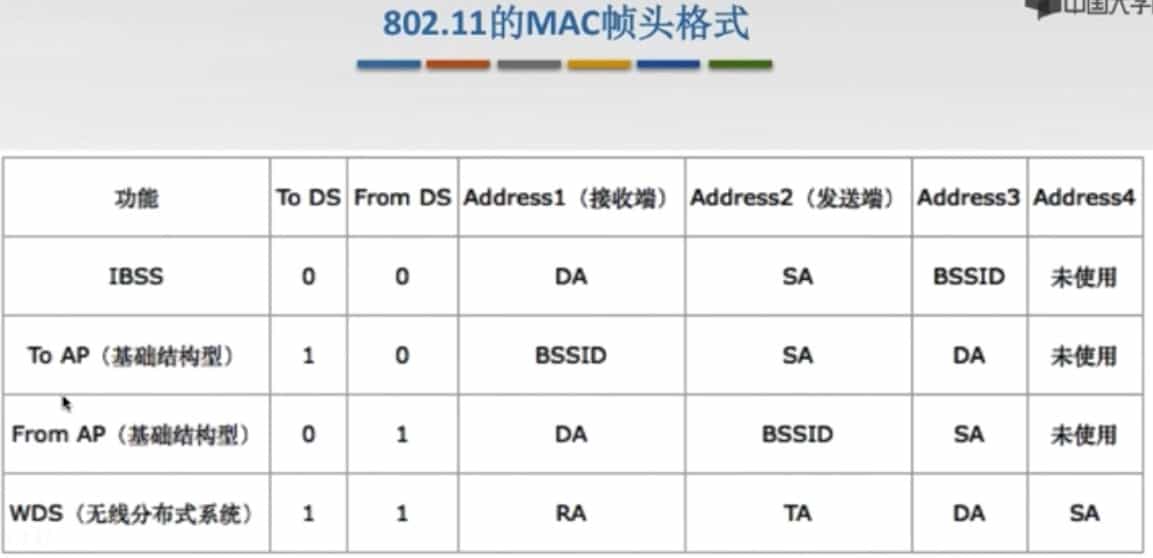 中国大学
802.11的MAC帧头格式
功能 To DS From DS Address1（接收端） Address2（发送端） Address3 Address4
IBSS 0 0 DA SA BSSID 未使用
To AP（基础结构型） 1 0 BSSID SA DA 未使用
From AP（基础结构型） 0 1 DA BSSID SA 未使用
WDS（无线分布式系统） 1 1 RA TA DA SA